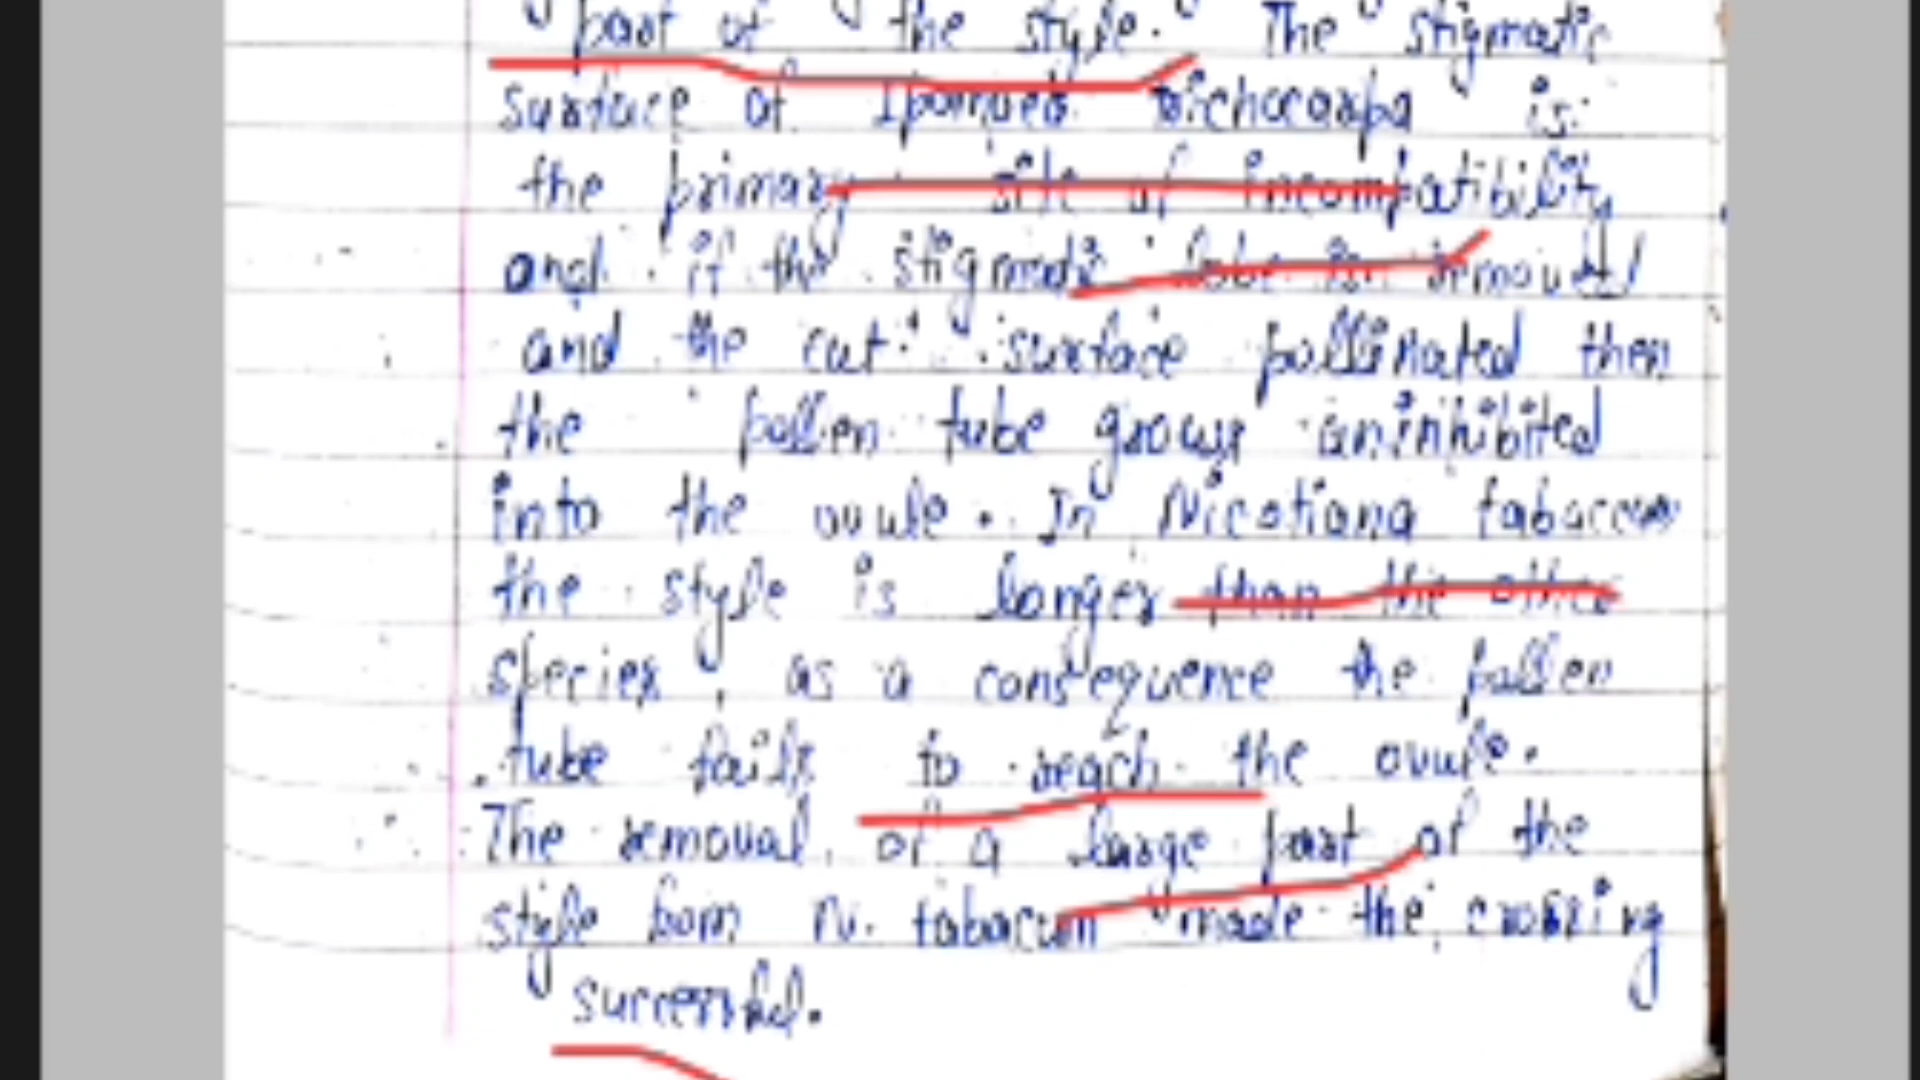 part of the style. The stigmatic
surface of Ipomoea trichocarpa is
the primary site of incompatibility
and if the stigmatic lobe removed
and the cut surface pollinated then
the pollen tube grows uninhibited
into the ovule. In Nicotiana tabacum
the style is longer than the other
species, as a consequence the pollen
tube fails to reach the ovule.
The removal of a large part of the
style from N. tabacum made the crossing
successful.